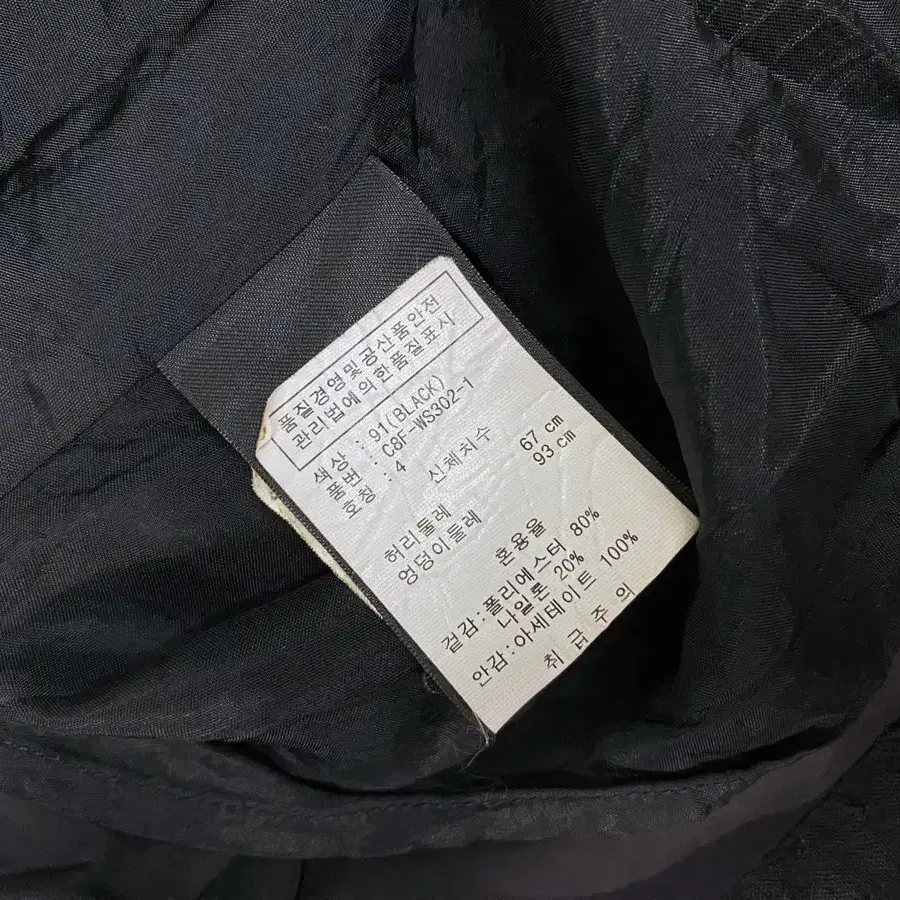 품질경영및 공산품안전
관리법에의한품질표시
색상 : 91(BLACK)
품번 : C8F-WS302-1
호칭 : 4
신체치수
허리둘레 67 cm
엉덩이둘레 93 cm
혼용율
겉감:폴리에스터 80%
나일론 20%
안감:아세테이트 100%
취 급 주 의